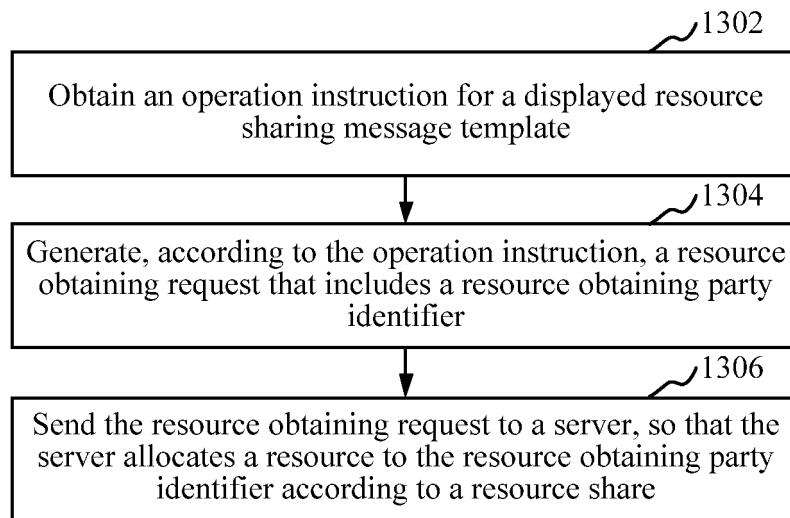 1302
Obtain an operation instruction for a displayed resource
sharing message template
1304
Generate, according to the operation instruction, a resource
obtaining request that includes a resource obtaining party
identifier
1306
Send the resource obtaining request to a server, so that the
server allocates a resource to the resource obtaining party
identifier according to a resource share